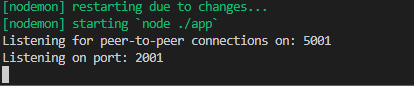 [nodemon] restarting due to changes...
[nodemon] starting `node ./app`
Listening for peer-to-peer connections on: 5001
Listening on port: 2001